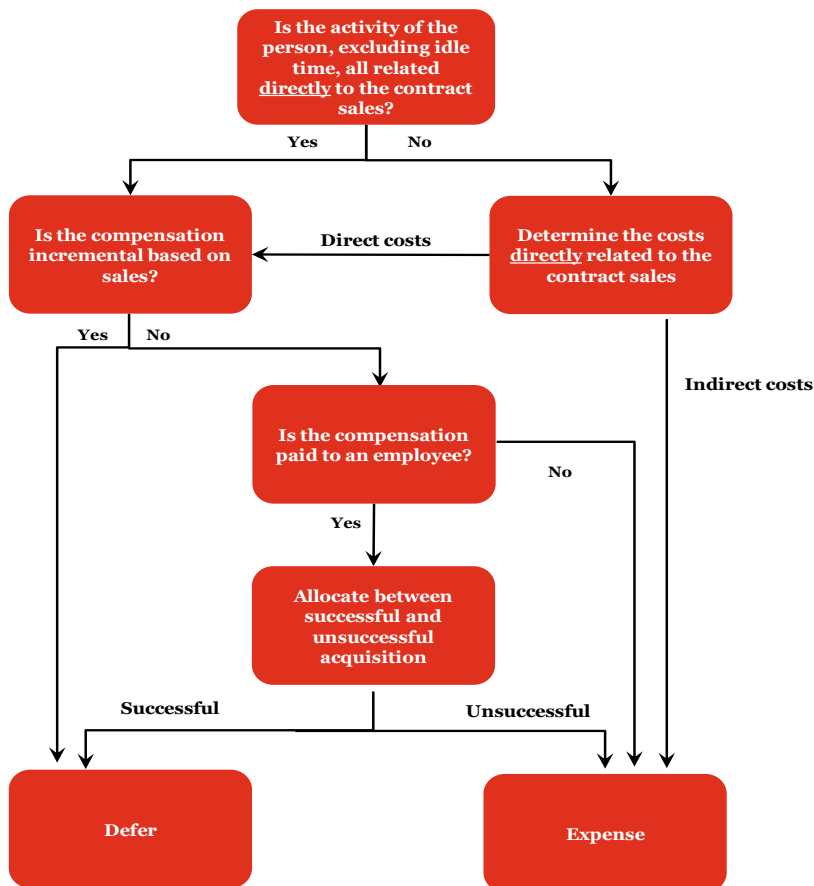 Is the activity of the
person, excluding idle
time, all related
directly to the contract
sales?
Yes
No
Is the compensation
incremental based on
sales?
Direct costs
Determine the costs
directly related to the
contract sales
Yes
No
Indirect costs
Is the compensation
paid to an employee?
No
Yes
Allocate between
successful and
unsuccessful
acquisition
Successful
Unsuccessful
Defer
Expense